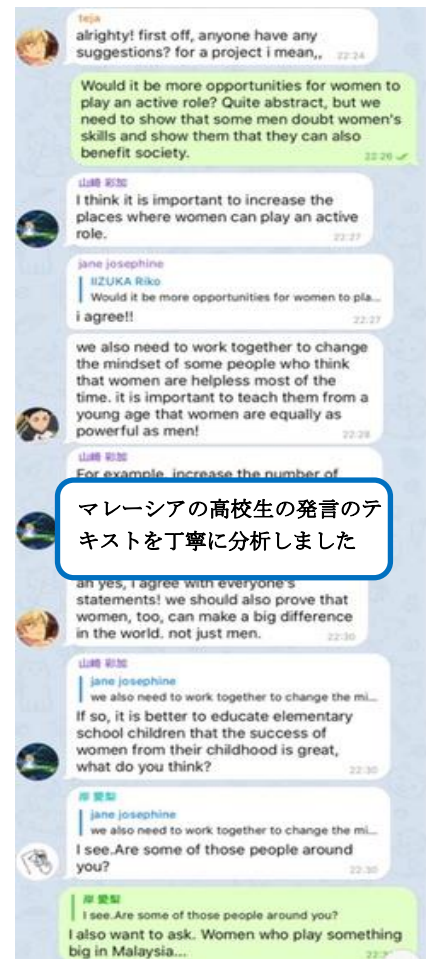 teja
alrighty! first off, anyone have any
suggestions? for a project i mean,, 22:24
Would it be more opportunities for women to
play an active role? Quite abstract, but we
need to show that some men doubt women's
skills and show them that they can also
benefit society. 22:26
山崎 彩加
I think it is important to increase the
places where women can play an active
role. 22:27
jane josephine
IIZUKA Riko
Would it be more opportunities for women to pla...
i agree!! 22:27
we also need to work together to change
the mindset of some people who think
that women are helpless most of the
time. it is important to teach them from a
young age that women are equally as
powerful as men! 22:28
山崎 彩加
For example, increase the number of
マレーシアの高校生の発言のテ
キストを丁寧に分析しました
ah yes, I agree with everyone's
statements! we should also prove that
women, too, can make a big difference
in the world. not just men. 22:30
山崎 彩加
jane josephine
we also need to work together to change the mi...
If so, it is better to educate elementary
school children that the success of
women from their childhood is great,
what do you think? 22:30
岸 愛梨
jane josephine
we also need to work together to change the mi...
I see.Are some of those people around
you? 22:30
岸 愛梨
I see.Are some of those people around you?
I also want to ask. Women who play something
big in Malaysia...